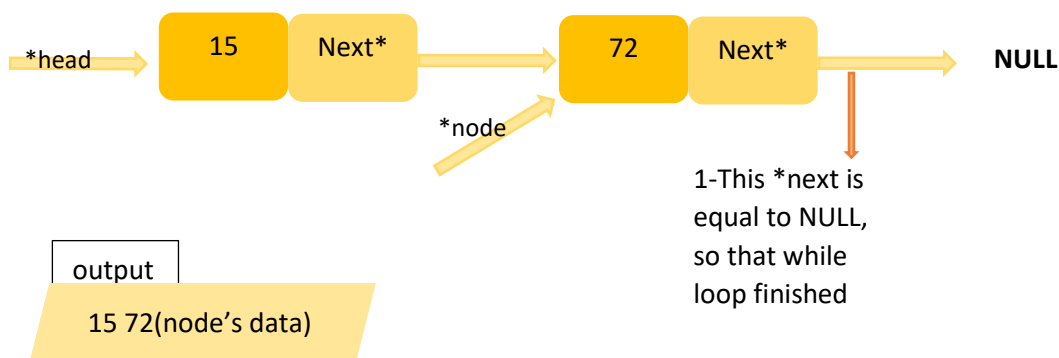 *head
15
Next*
72
Next*
NULL
*node
1-This *next is
equal to NULL,
so that while
loop finished
output
15 72(node’s data)